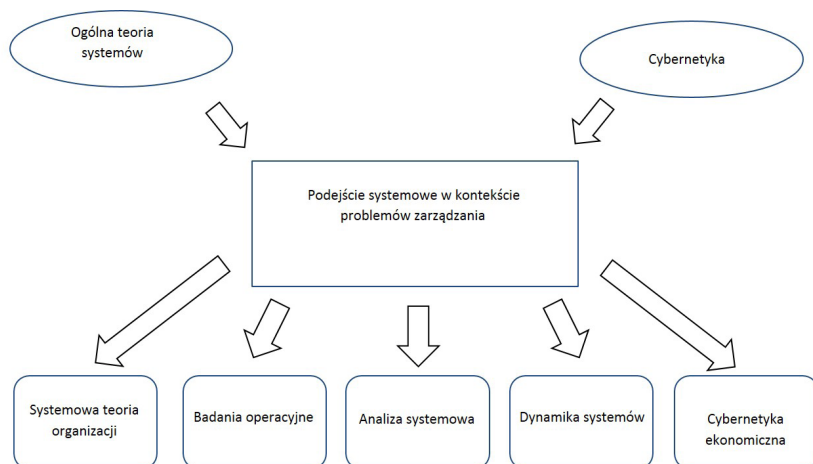 Ogólna teoria
systemów
Cybernetyka
Podejście systemowe w kontekście
problemów zarządzania
Systemowa teoria
organizacji
Badania operacyjne
Analiza systemowa
Dynamika systemów
Cybernetyka
ekonomiczna